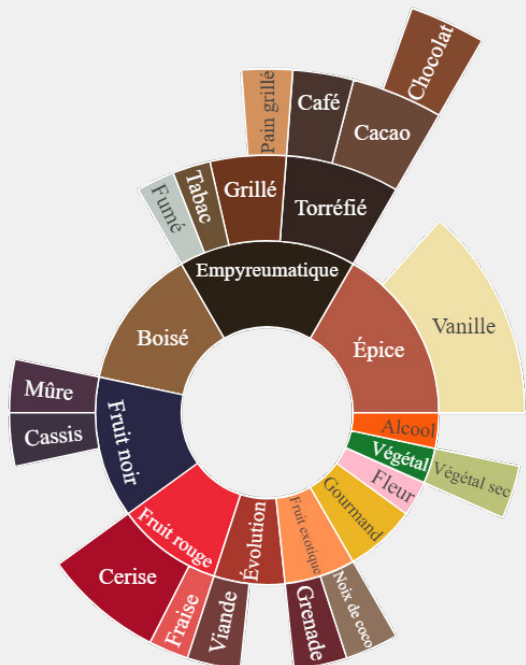 Chocolat
Pain grillé
Café
Cacao
Fumé
Tabac
Grillé
Torréfié
Empyreumatique
Boisé
Épice
Vanille
Mûre
Cassis
Fruit noir
Alcool
Végétal
Végétal sec
Fleur
Gourmand
Fruit exotique
Évolution
Fruit rouge
Cerise
Fraise
Viande
Grenade
Noix de coco